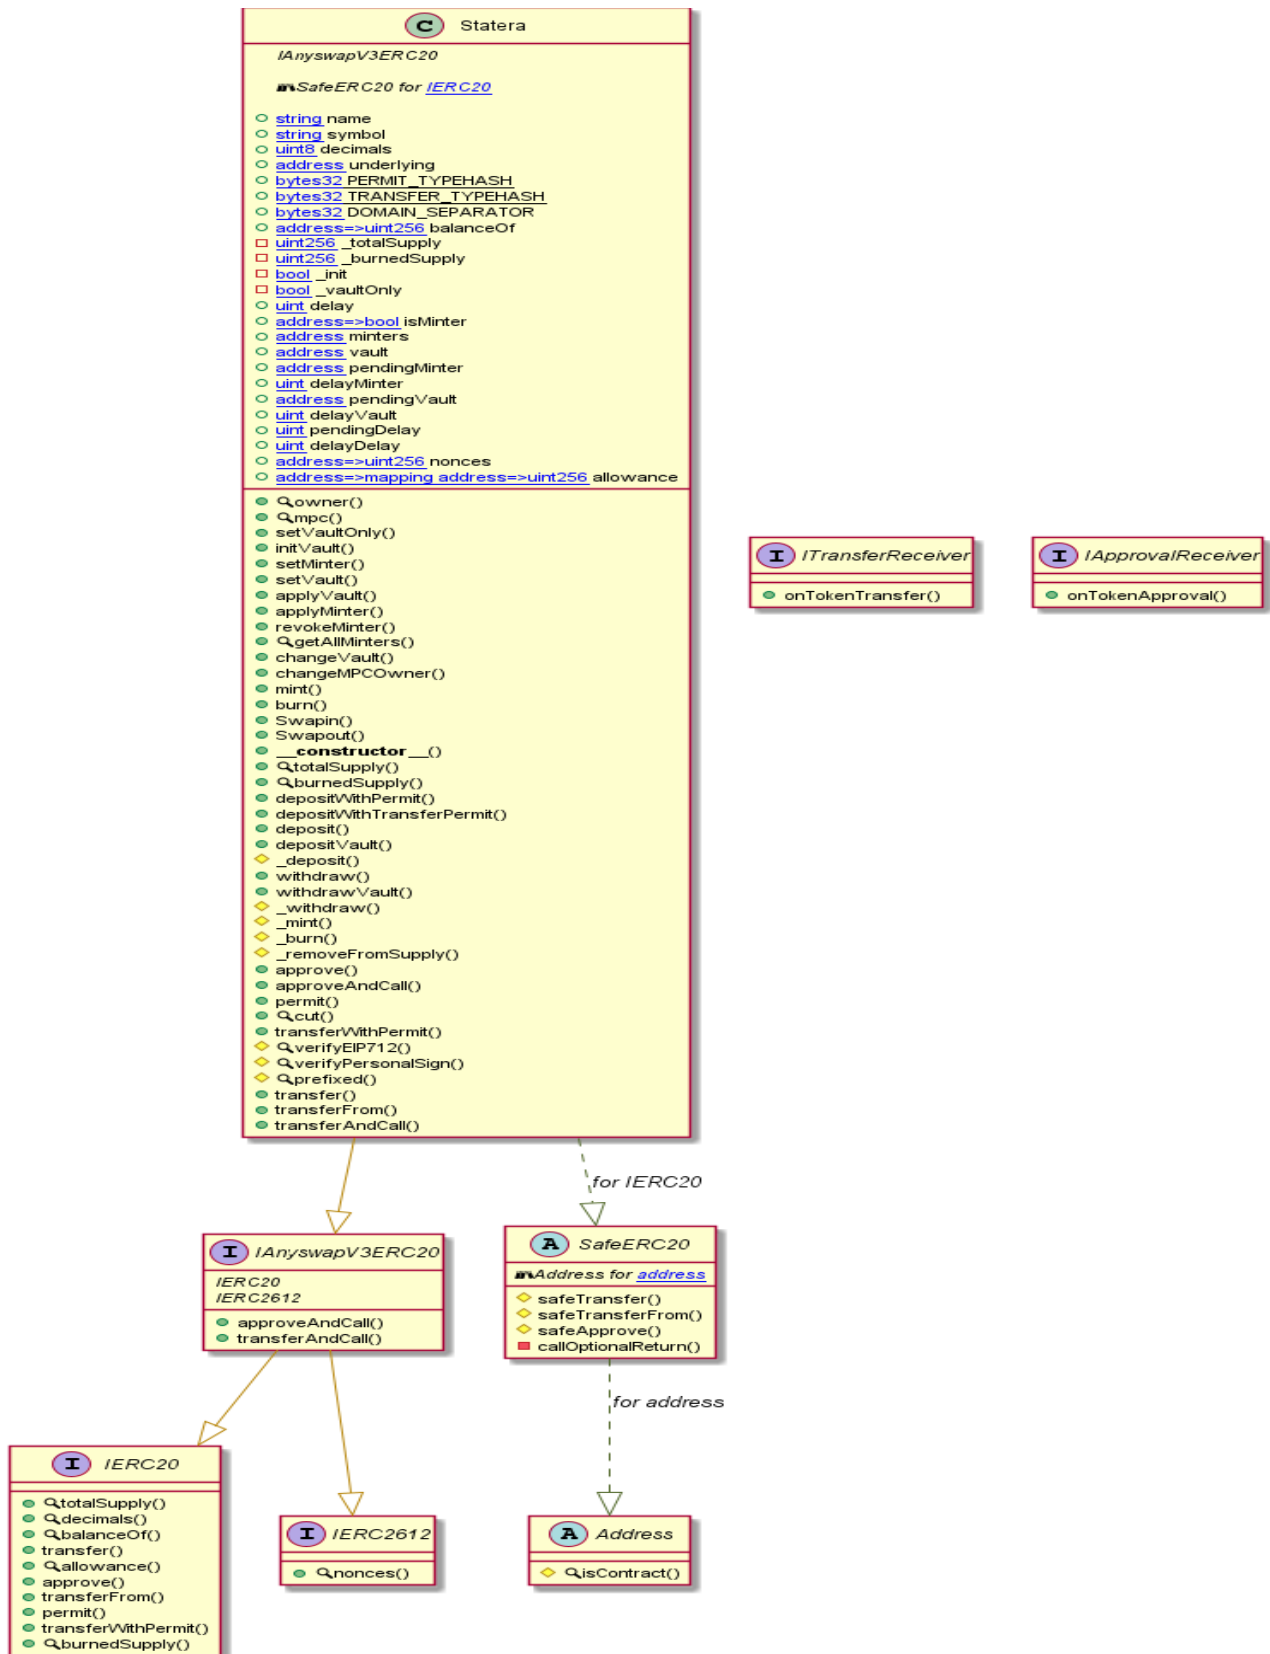 C Statera
IAnyswapV3ERC20
SafeERC20 for IERC20
string name
string symbol
uint8 decimals
address underlying
bytes32 PERMIT_TYPEHASH
bytes32 TRANSFER_TYPEHASH
bytes32 DOMAIN_SEPARATOR
address=>uint256 balanceOf
uint256 _totalSupply
uint256 _burnedSupply
bool _init
bool _vaultOnly
uint delay
address=>bool isMinter
address minters
address vault
address pendingMinter
uint delayMinter
address pendingVault
uint delayVault
uint pendingDelay
uint delayDelay
address=>uint256 nonces
address=>mapping address=>uint256 allowance
owner()
mpc()
setVaultOnly()
initVault()
setMinter()
setVault()
applyVault()
applyMinter()
revokeMinter()
getAllMinters()
changeVault()
changeMPCOwner()
mint()
burn()
Swapin()
Swapout()
__constructor__()
totalSupply()
burnedSupply()
depositWithPermit()
depositWithTransferPermit()
deposit()
depositVault()
_deposit()
withdraw()
withdrawVault()
_withdraw()
_mint()
_burn()
_removeFromSupply()
approve()
approveAndCall()
permit()
cut()
transferWithPermit()
verifyEIP712()
verifyPersonalSign()
prefixed()
transfer()
transferFrom()
transferAndCall()
I ITransferReceiver
onTokenTransfer()
I IApprovalReceiver
onTokenApproval()
for IERC20
I IAnyswapV3ERC20
IERC20
IERC2612
approveAndCall()
transferAndCall()
A SafeERC20
Address for address
safeTransfer()
safeTransferFrom()
safeApprove()
callOptionalReturn()
for address
I IERC20
totalSupply()
decimals()
balanceOf()
transfer()
allowance()
approve()
transferFrom()
permit()
transferWithPermit()
burnedSupply()
I IERC2612
nonces()
A Address
isContract()